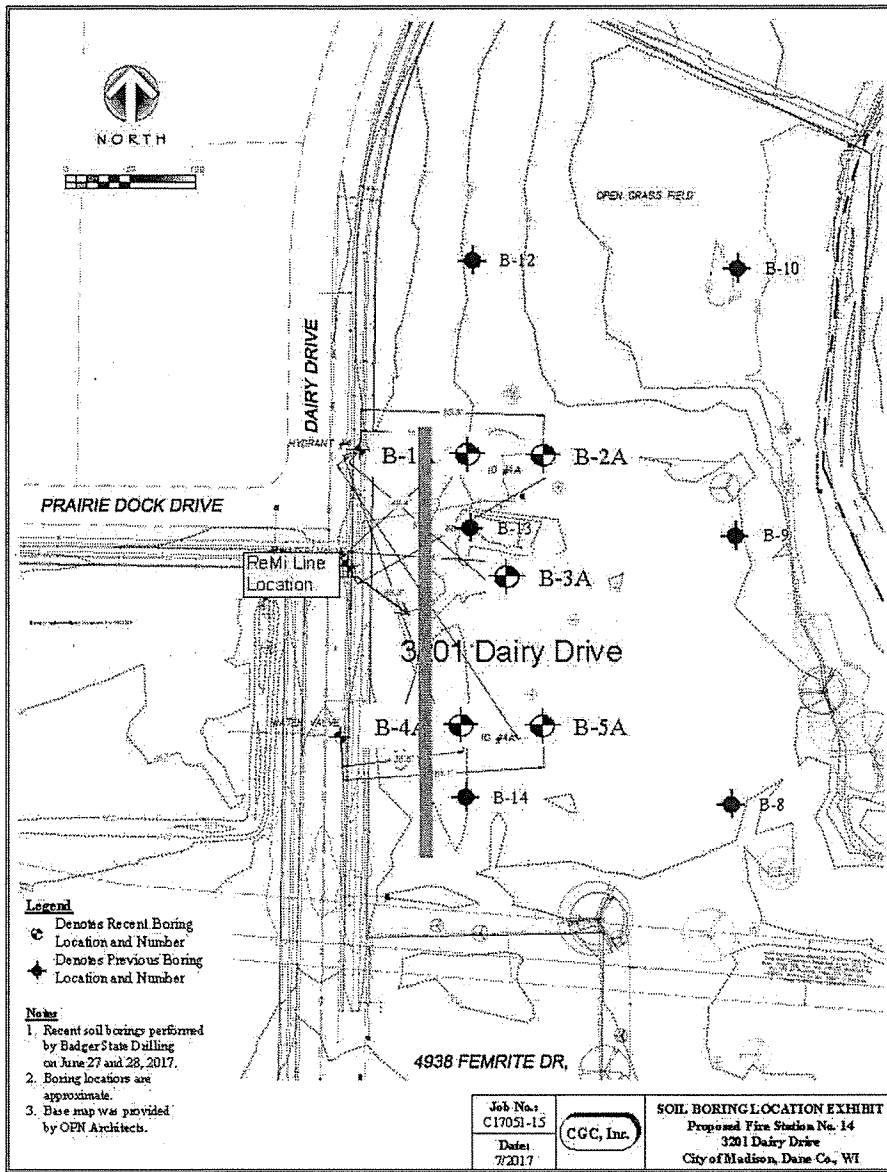 NORTH
OPEN GRASS FIELD
B-12
B-10
DAIRY DRIVE
HYDRANT
B-1
B-2A
PRAIRIE DOCK DRIVE
B-13
B-9
ReMi Line
Location
B-3A
3 01 Dairy Drive
WATER VALVE
B-4A
B-5A
B-14
B-8
Legend
Denotes Recent Boring
Location and Number
Denotes Previous Boring
Location and Number
Notes
1. Recent soil borings performed
by Badger State Drilling
on June 27 and 28, 2017.
2. Boring locations are
approximate.
3. Base map was provided
by OPN Architects.
4938 FEMRITE DR,
Job No.:
C17051-15
Date:
7/2017
CGC, Inc.
SOIL BORING LOCATION EXHIBIT
Proposed Fire Station No. 14
3201 Dairy Drive
City of Madison, Dane Co., WI